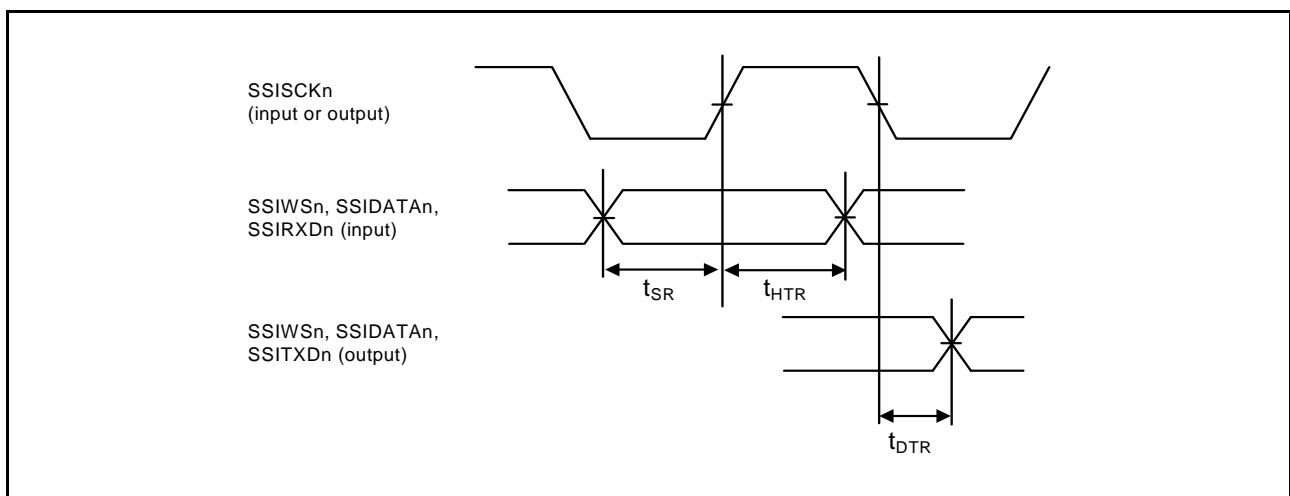 SSISCKn
(input or output)
SSIWSn, SSIDATAn,
SSIRXDn (input)
tSR
tHTR
SSIWSn, SSIDATAn,
SSITXDn (output)
tDTR